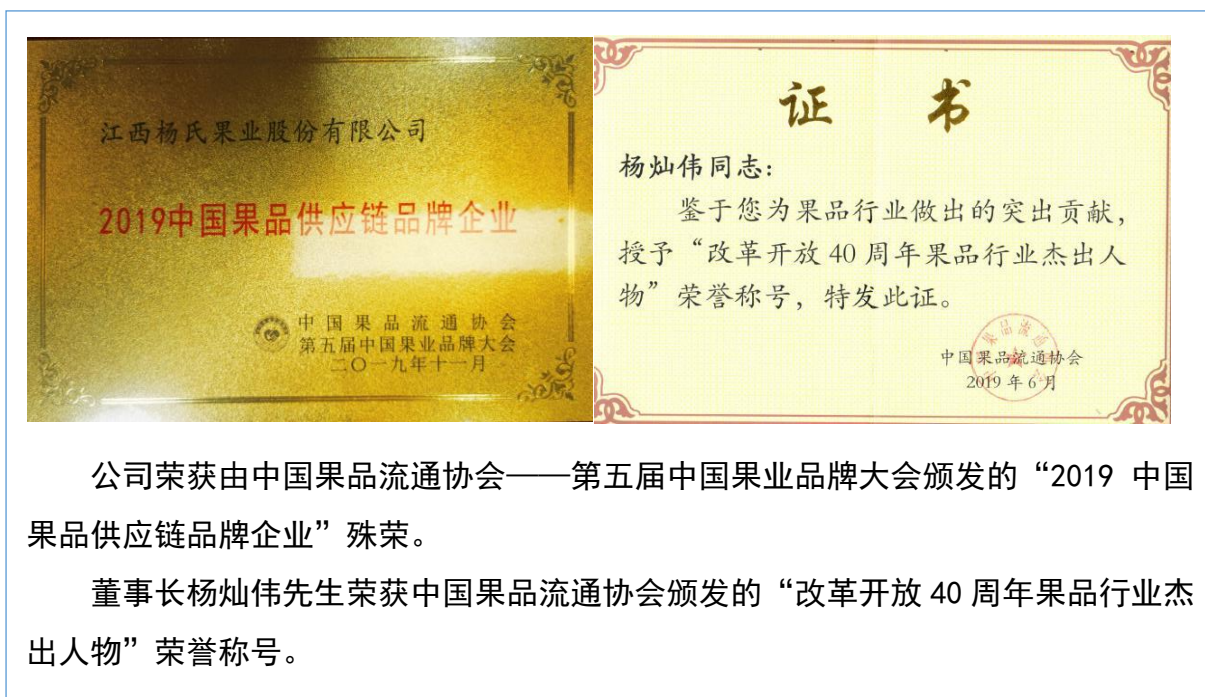 江西杨氏果业股份有限公司
2019中国果品供应链品牌企业
中国果品流通协会
第五届中国果业品牌大会
二〇一九年十一月
证书
杨灿伟同志：
鉴于您为果品行业做出的突出贡献，
授予“改革开放40周年果品行业杰出人
物”荣誉称号，特发此证。
中国果品流通协会
2019年6月
公司荣获由中国果品流通协会——第五届中国果业品牌大会颁发的“2019 中国
果品供应链品牌企业”殊荣。
董事长杨灿伟先生荣获中国果品流通协会颁发的“改革开放 40 周年果品行业杰
出人物”荣誉称号。